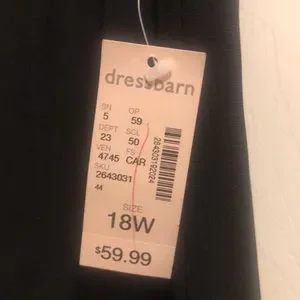 dressbarn
SN OP
5 59
DEPT SCL
23 50
VEN FS
4745 CAR
SKU
2643031
44
264303192024
SIZE
18W
$59.99